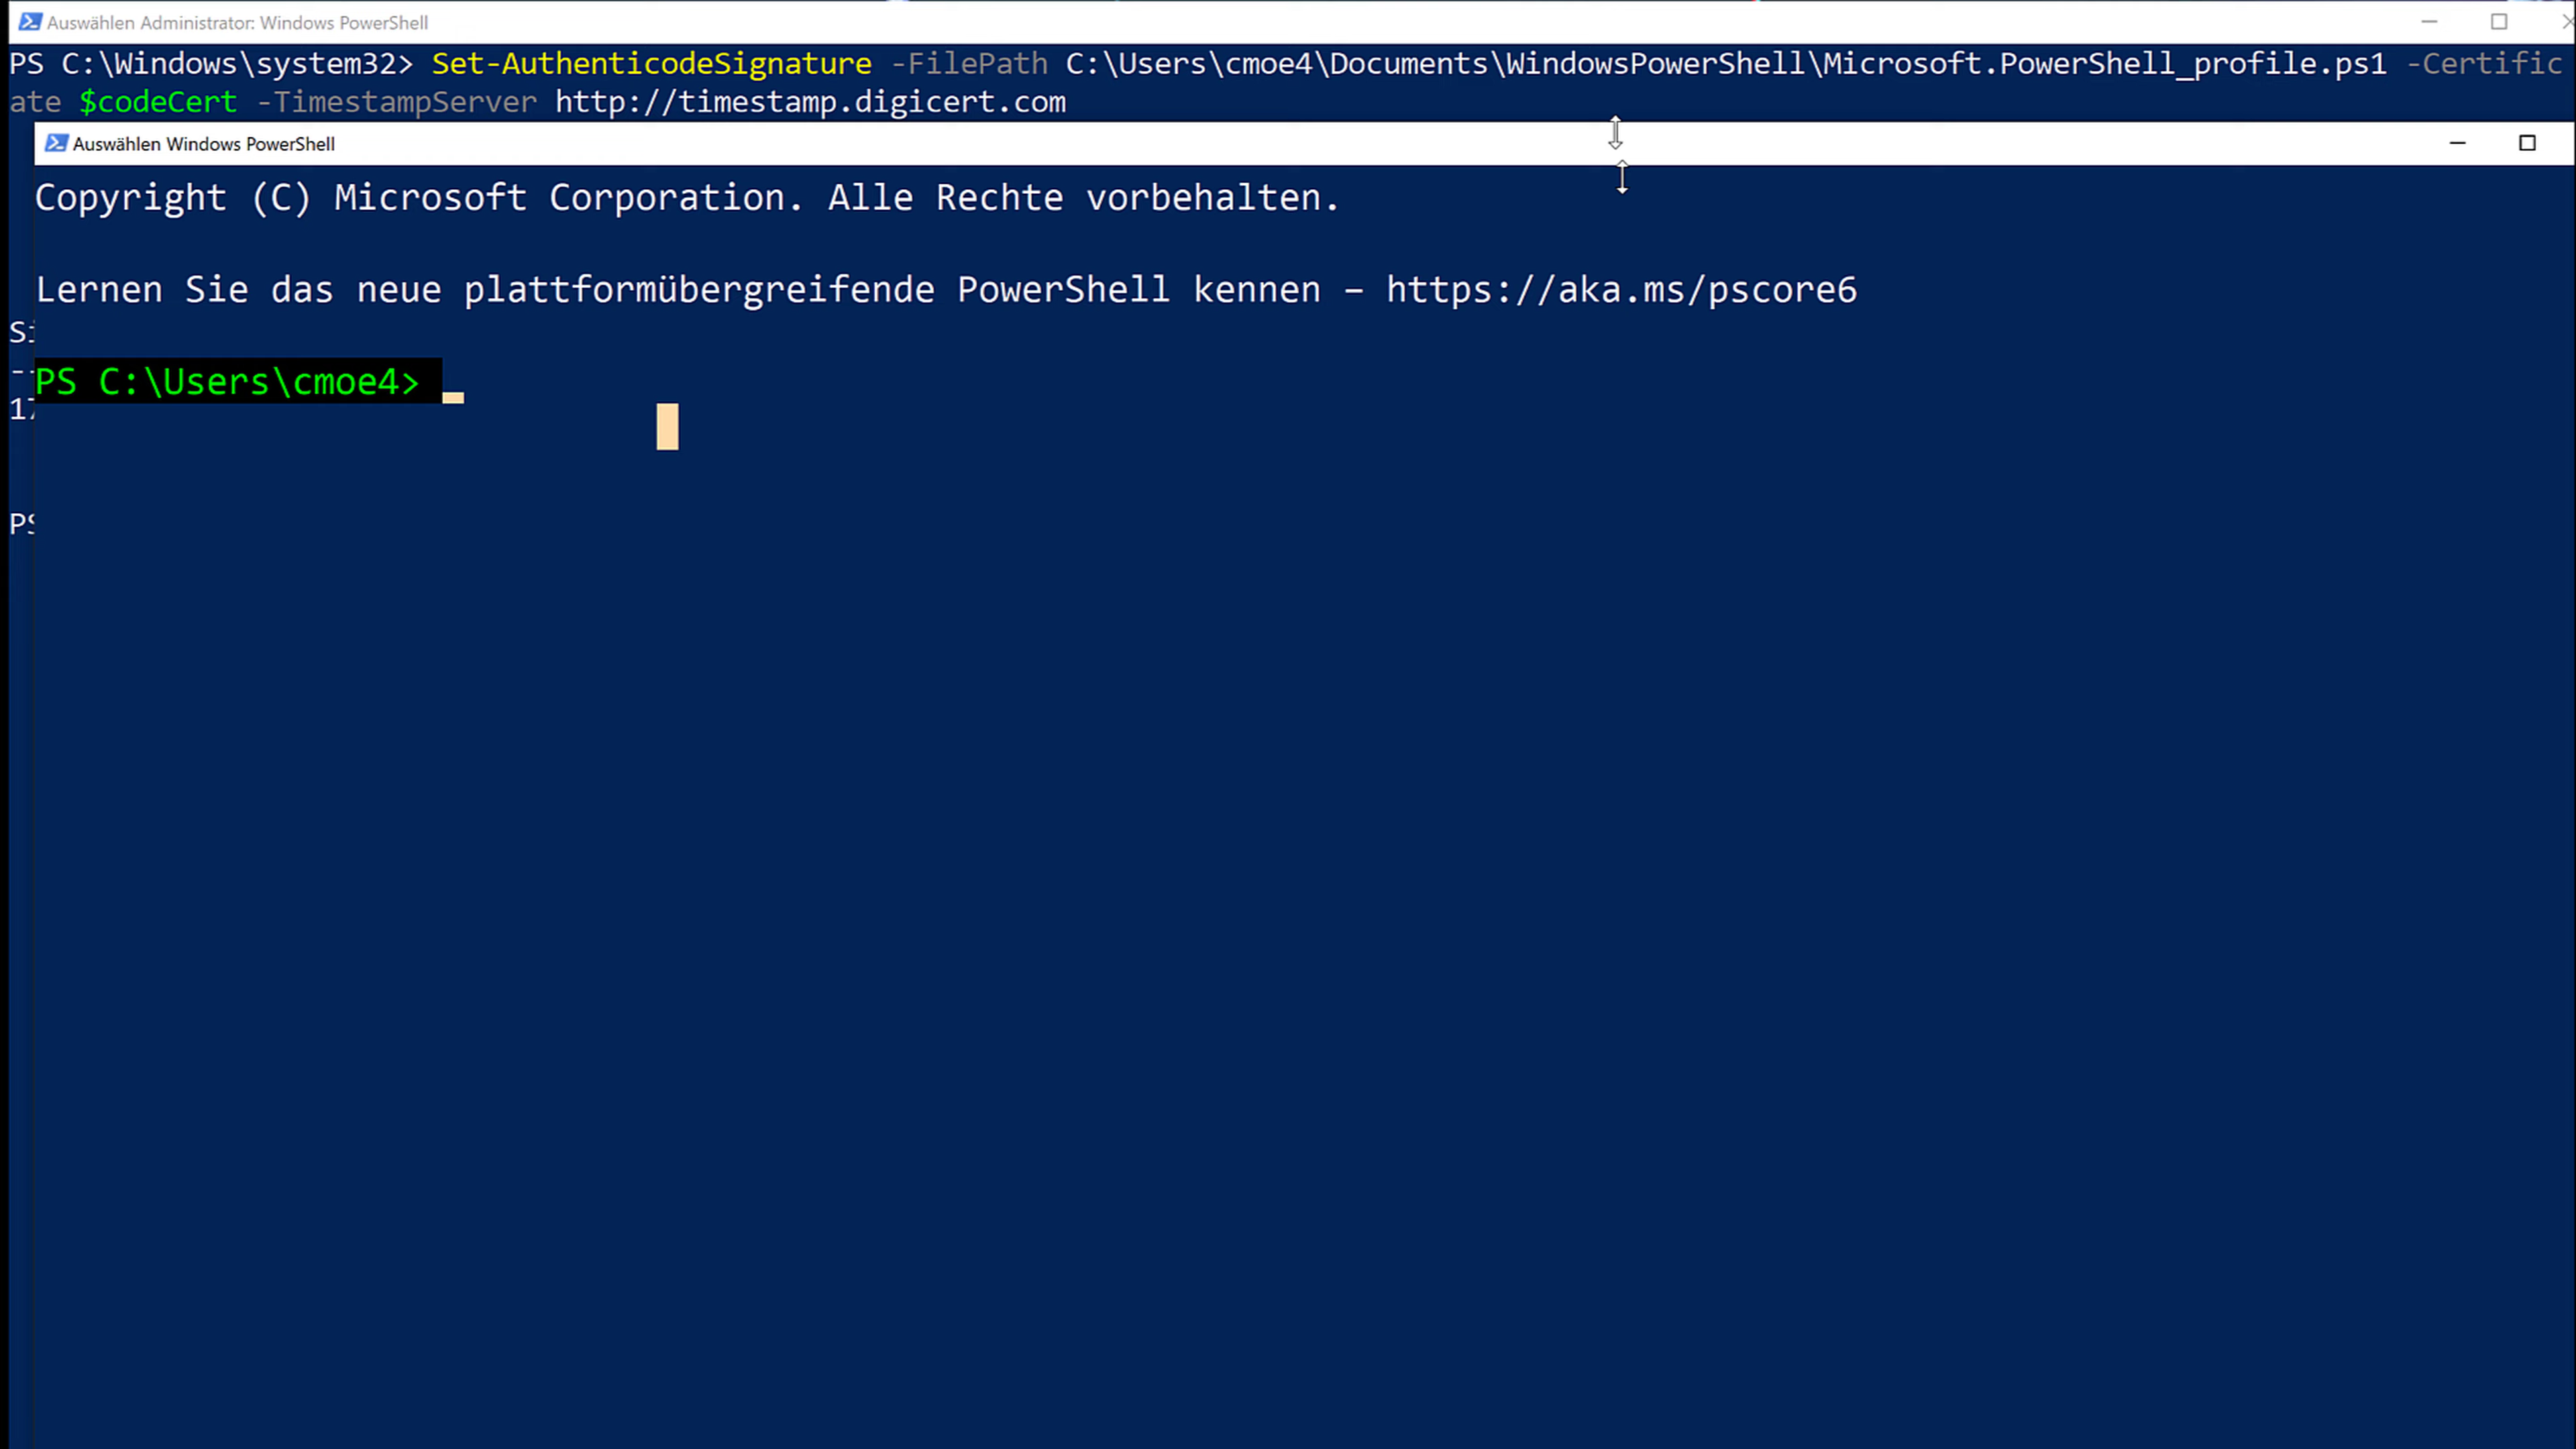 Auswählen Administrator: Windows PowerShell
PS C:\Windows\system32> Set-AuthenticodeSignature -FilePath C:\Users\cmoe4\Documents\WindowsPowerShell\Microsoft.PowerShell_profile.ps1 -Certific
ate $codeCert -TimestampServer http://timestamp.digicert.com
Auswählen Windows PowerShell
Copyright (C) Microsoft Corporation. Alle Rechte vorbehalten.
Lernen Sie das neue plattformübergreifende PowerShell kennen – https://aka.ms/pscore6
Si
--
PS C:\Users\cmoe4>
17
PS